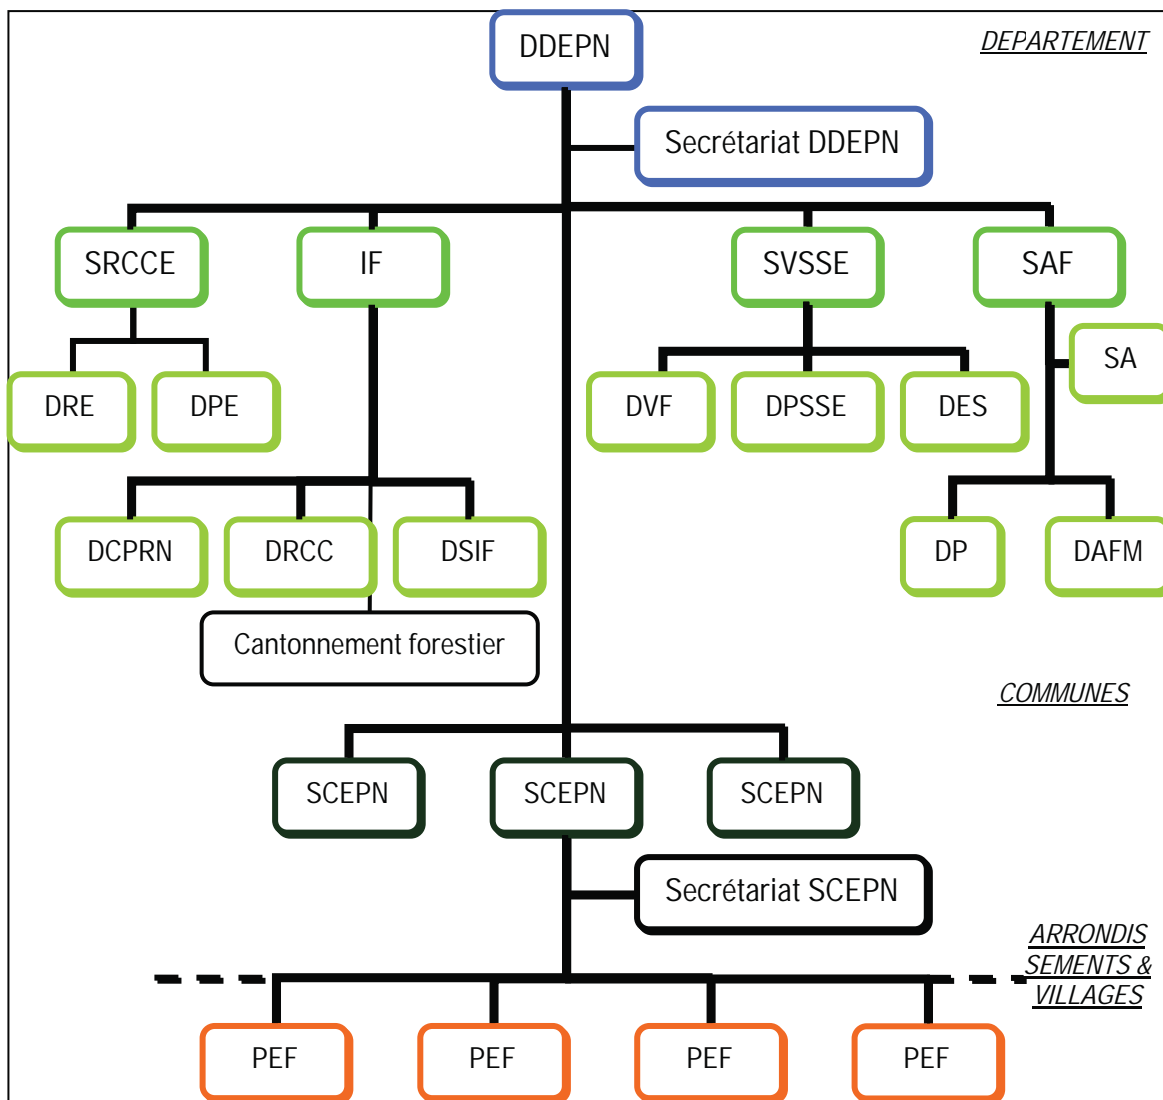 DDEPN
DEPARTEMENT
Secrétariat DDEPN
SRCCE
IF
SVSSE
SAF
SA
DRE
DPE
DVF
DPSSE
DES
DCPRN
DRCC
DSIF
DP
DAFM
Cantonnement forestier
COMMUNES
SCEPN
SCEPN
SCEPN
Secrétariat SCEPN
ARRONDIS
SEMENTS &
VILLAGES
PEF
PEF
PEF
PEF